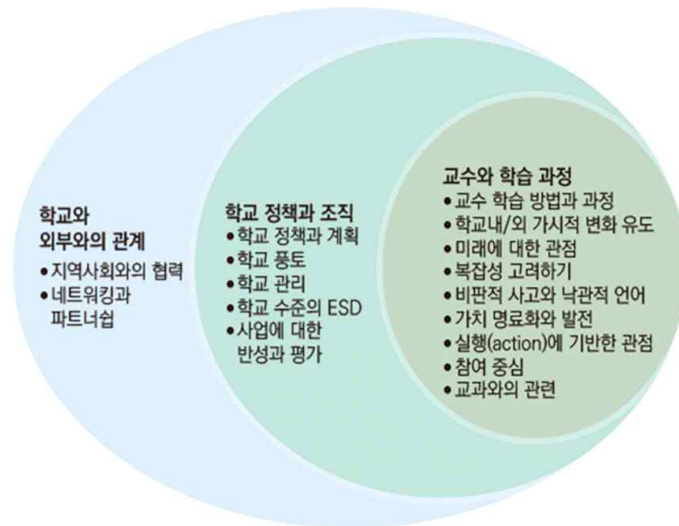 학교와
외부와의 관계
• 지역사회와의 협력
• 네트워킹과
파트너쉽
학교 정책과 조직
• 학교 정책과 계획
• 학교 풍토
• 학교 관리
• 학교 수준의 ESD
• 사업에 대한
반성과 평가
교수와 학습 과정
• 교수 학습 방법과 과정
• 학교내/외 가시적 변화 유도
• 미래에 대한 관점
• 복잡성 고려하기
• 비판적 사고와 낙관적 언어
• 가치 명료화와 발전
• 실행(action)에 기반한 관점
• 참여 중심
• 교과와의 관련